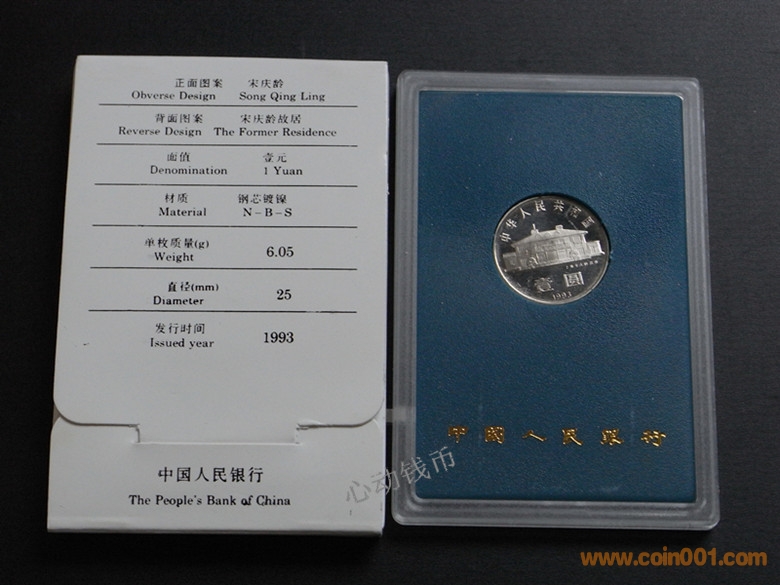 正面图案 宋庆龄
Obverse Design Song Qing Ling
背面图案 宋庆龄故居
Reverse Design The Former Residence
面值 壹元
Denomination 1 Yuan
材质 钢芯镀镍
Material N-B-S
单枚质量(g) 6.05
Weight
直径(mm) 25
Diameter
发行时间 1993
Issued year
中国人民银行
The People's Bank of China
中华人民共和国
壹圆
1993
中國人民銀行
心动钱币
www.coin001.com